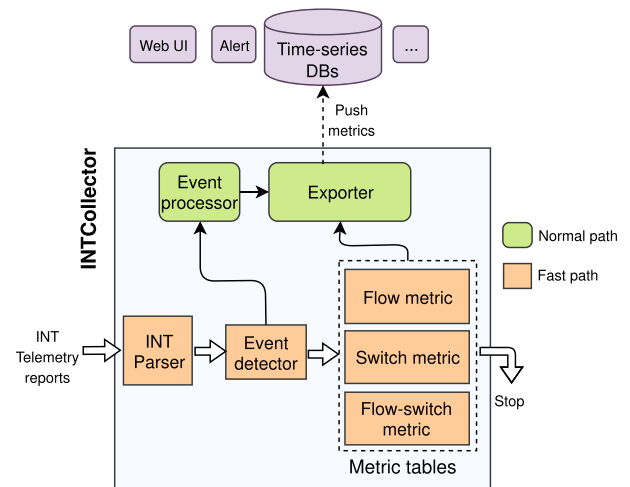 Web UI
Alert
Time-series
DBs
...
Push
metrics
INTCollector
Event
processor
Exporter
Normal path
Fast path
Flow metric
INT
Telemetry
reports
INT
Parser
Event
detector
Switch metric
Stop
Flow-switch
metric
Metric tables